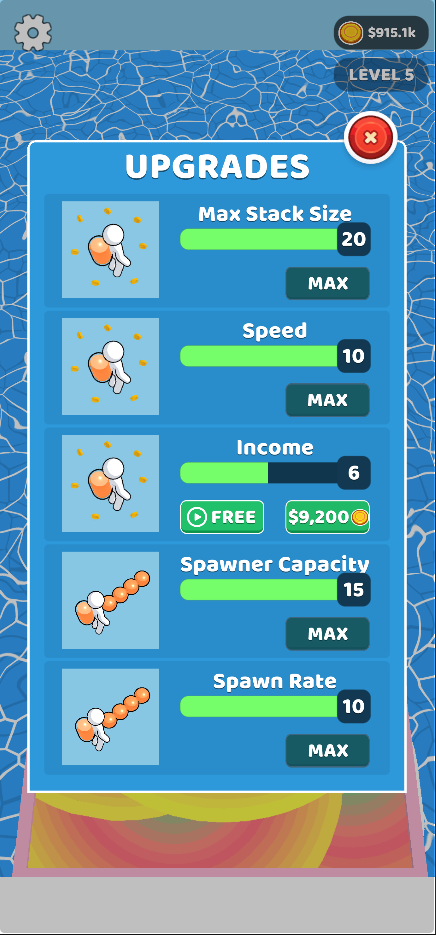 $915.1k
LEVEL 5
UPGRADES
Max Stack Size
20
MAX
Speed
10
MAX
Income
6
FREE
$9,200
Spawner Capacity
15
MAX
Spawn Rate
10
MAX